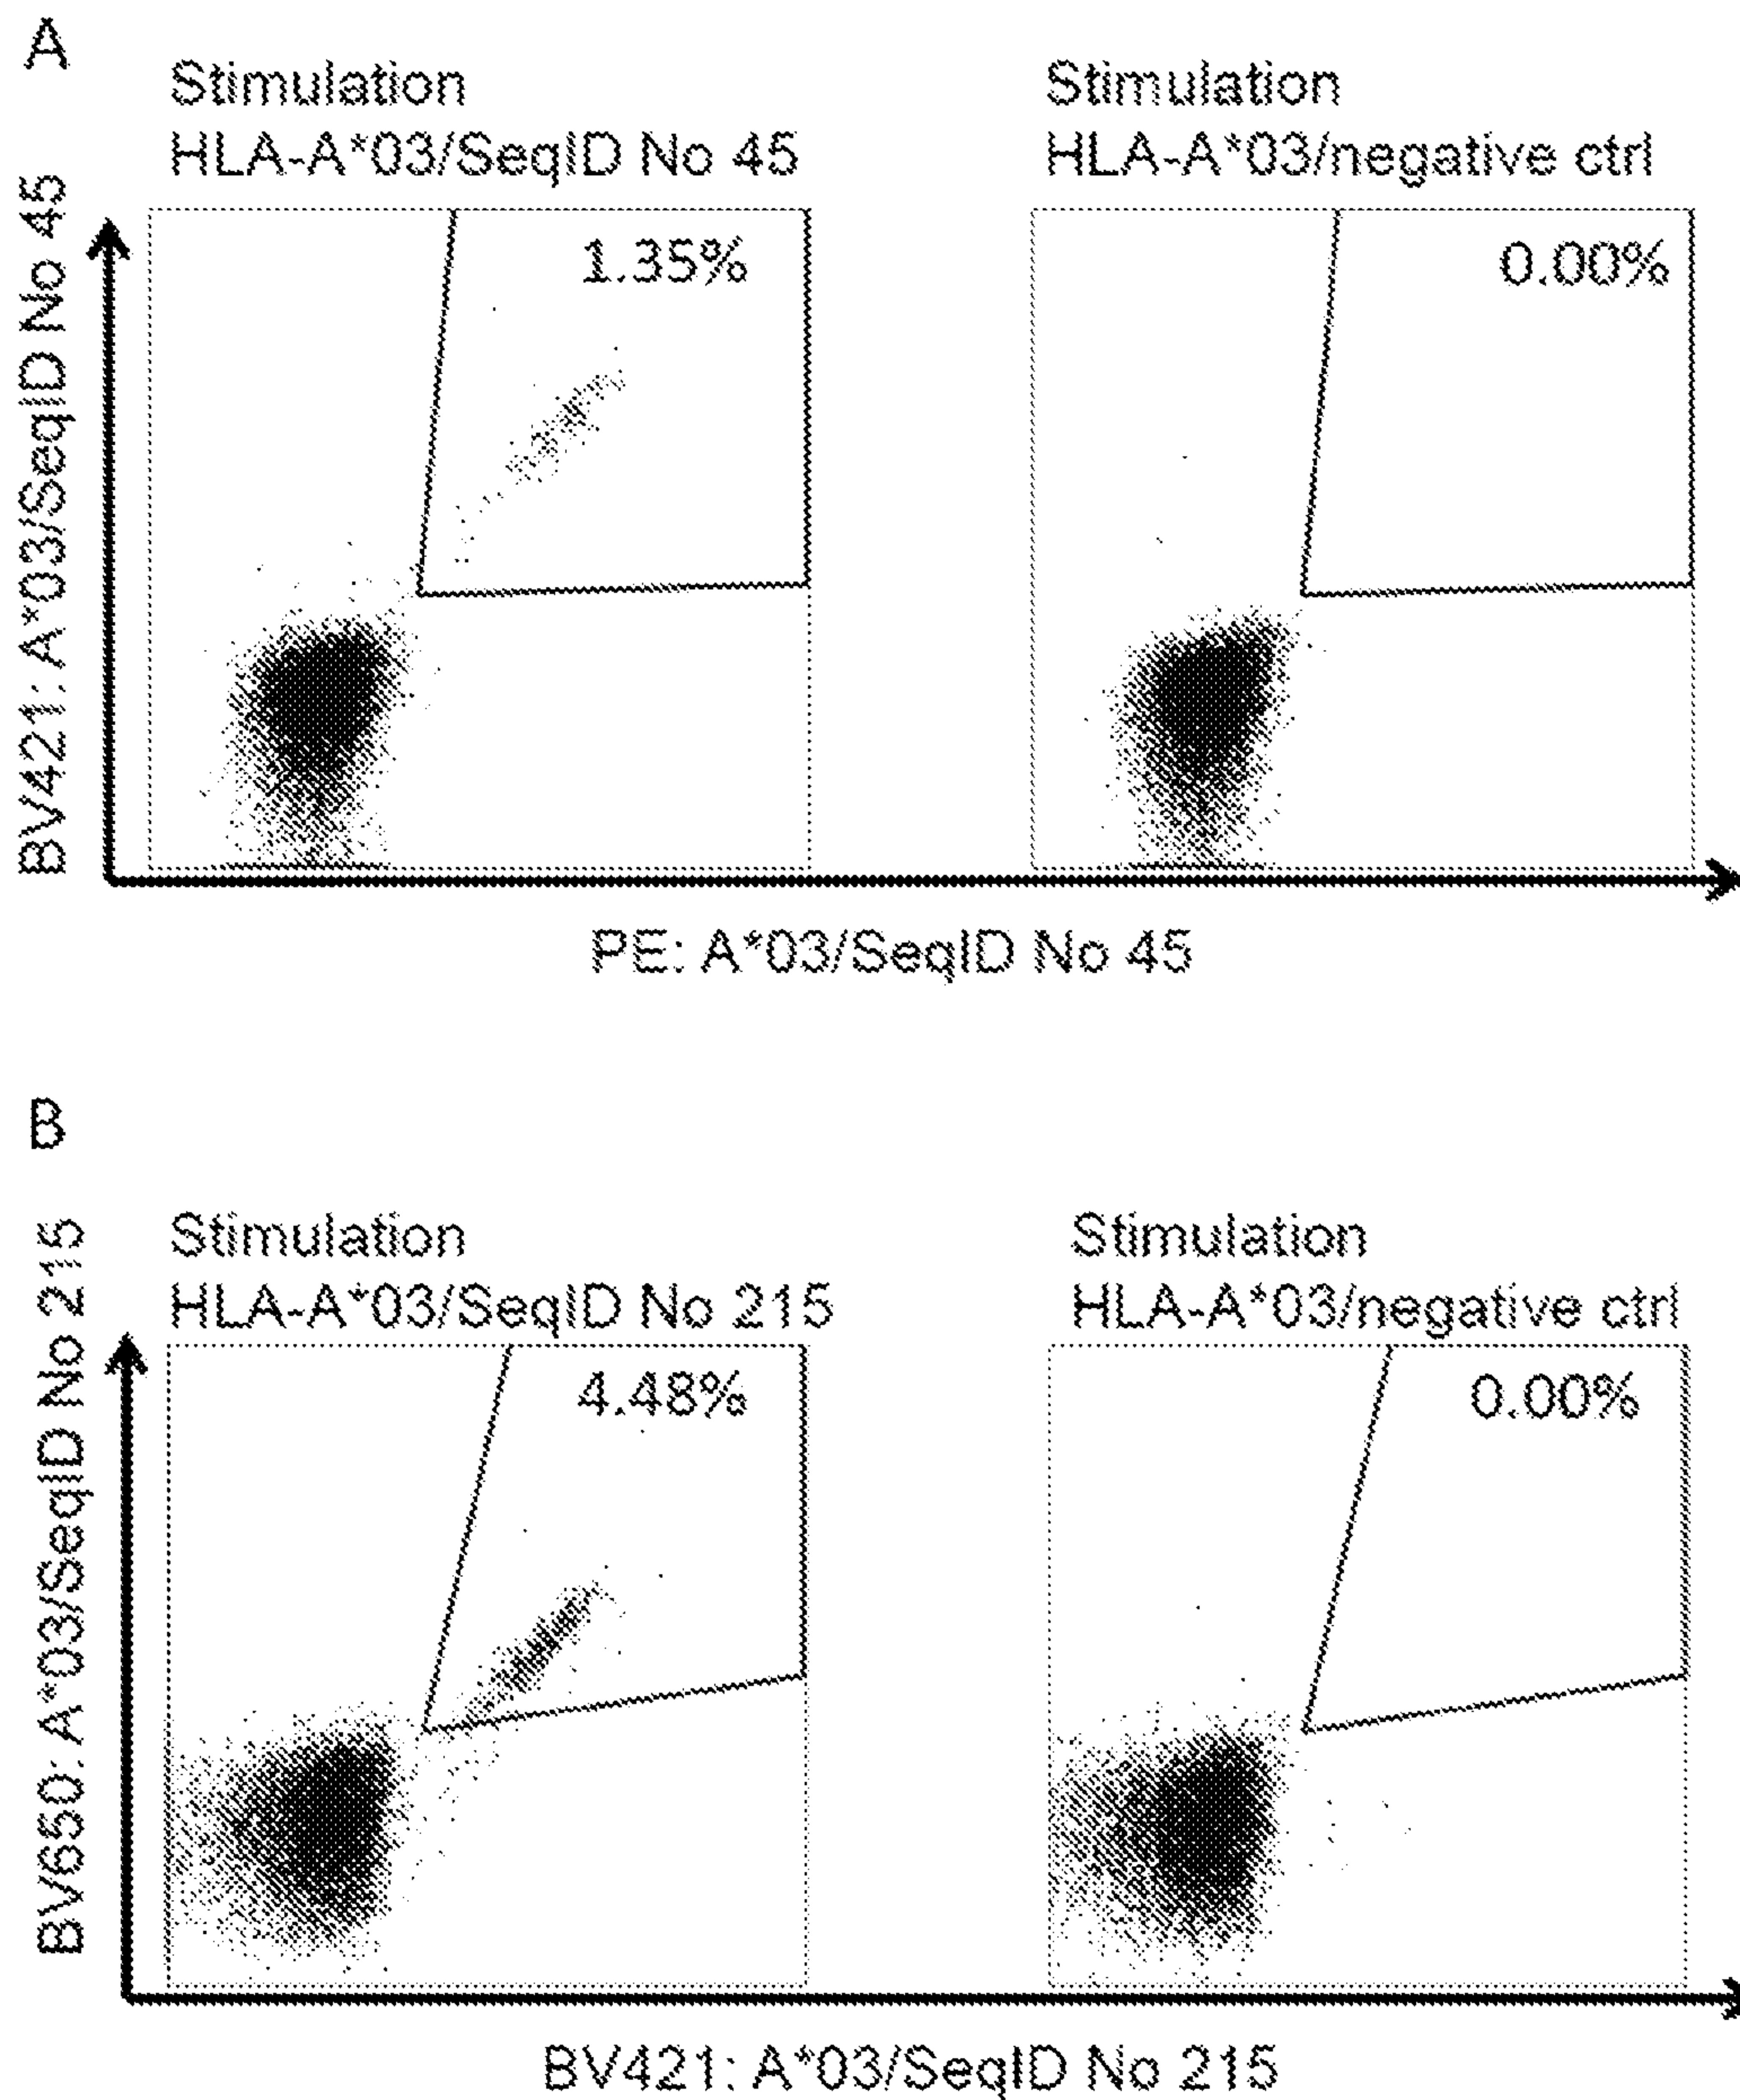 A
Stimulation
HLA-A*03/SeqID No 45
Stimulation
HLA-A*03/negative ctrl
BV421: A*03/SeqID No 45
1.35%
0.00%
PE: A*03/SeqID No 45
B
Stimulation
HLA-A*03/SeqID No 215
Stimulation
HLA-A*03/negative ctrl
BV650: A*03/SeqID No 215
4.48%
0.00%
BV421: A*03/SeqID No 215